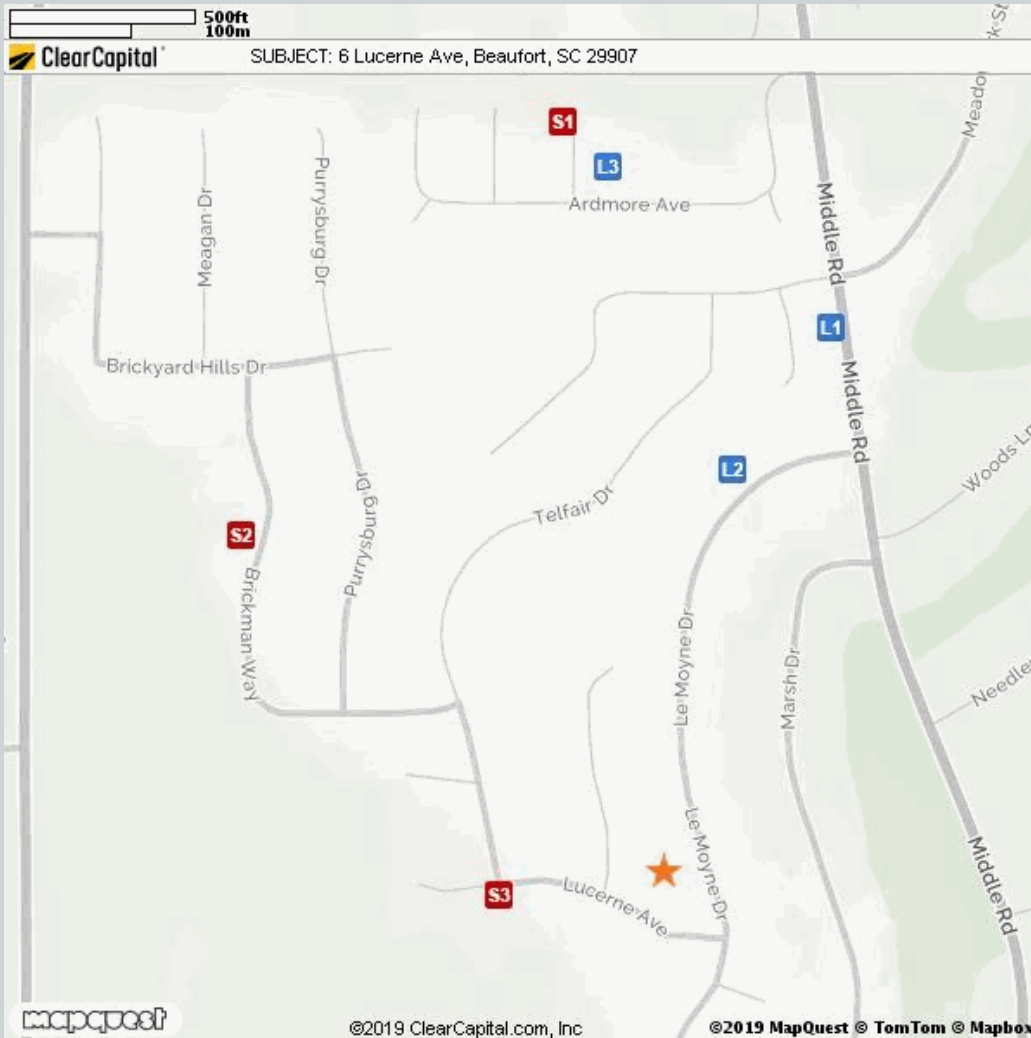 500ft
100m
ClearCapital
SUBJECT: 6 Lucerne Ave, Beaufort, SC 29907
S1
L3
Ardmore Ave
Meagan Dr
Purrysburg Dr
Middle Rd
L1
Brickyard Hills Dr
Middle Rd
L2
Woods Ln
Telfair Dr
Purrysburg Dr
S2
Brickman Way
Le Moyne Dr
Marsh Dr
Le Moyne Dr
Middle Rd
S3
Lucerne Ave
mapquest
©2019 ClearCapital.com, Inc
©2019 MapQuest © TomTom © Mapbox